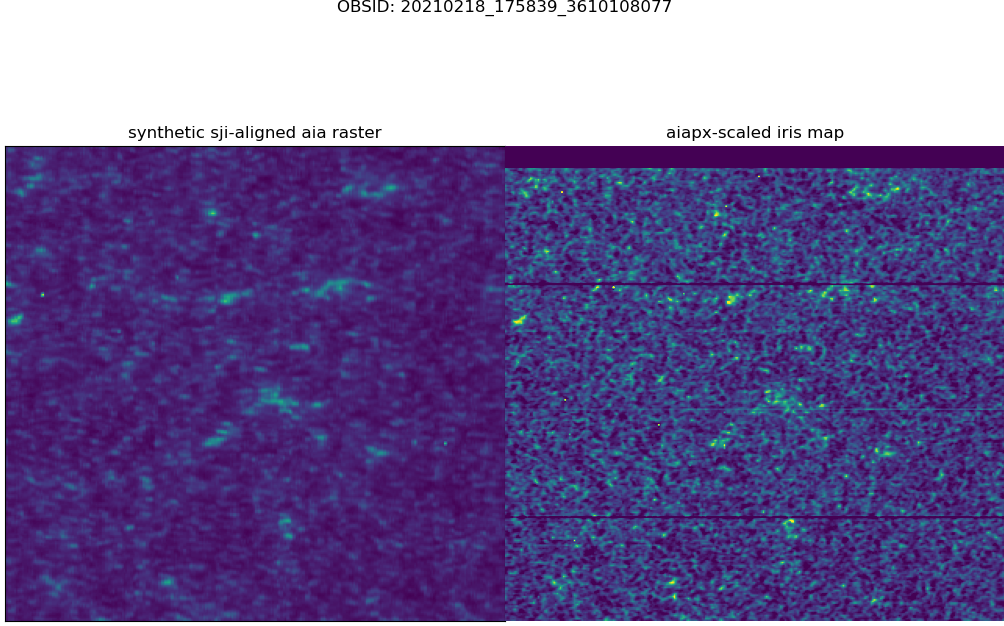 OBSID: 20210218_175839_3610108077
synthetic sji-aligned aia raster
aiapx-scaled iris map